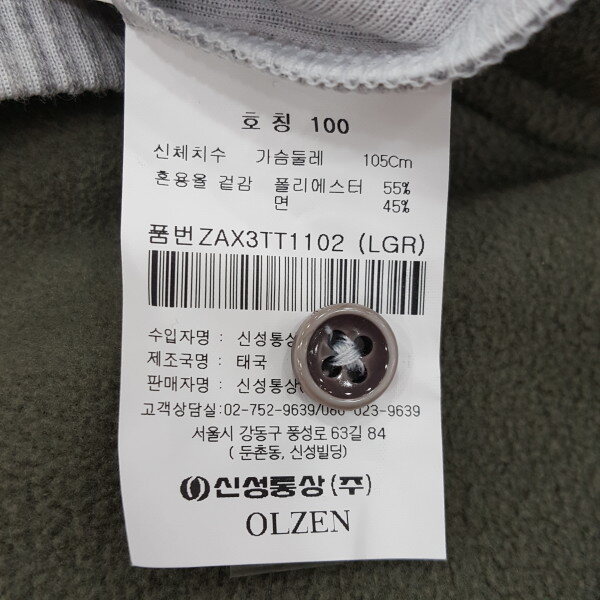 호칭 100
신체치수 가슴둘레 105Cm
혼용율 겉감 폴리에스터 55%
면 45%
품번ZAX3TT1102 (LGR)
수입자명 : 신성통상
제조국명 : 태국
판매자명 : 신성통상
고객상담실:02-752-9639/080-023-9639
서울시 강동구 풍성로 63길 84
( 둔촌동, 신성빌딩)
신성통상(주)
OLZEN